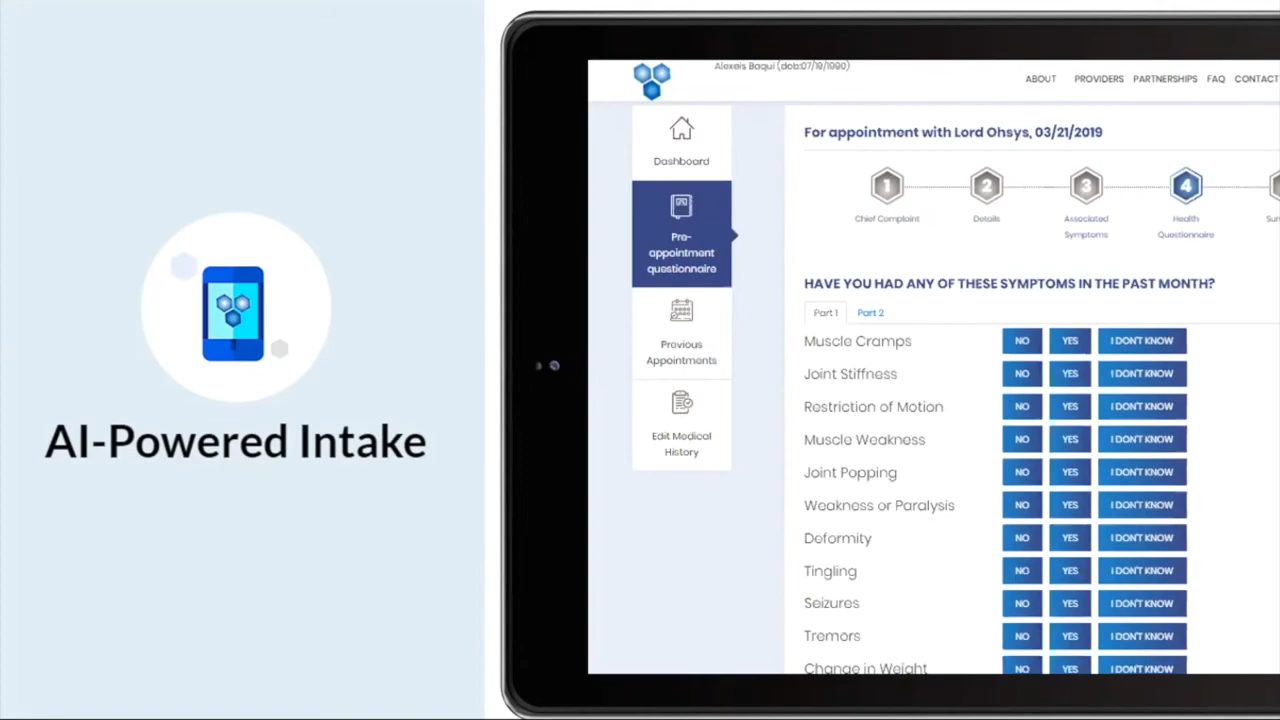 AI-Powered Intake
Alexeis Baqui (dob:07/19/1990)
ABOUT PROVIDERS PARTNERSHIPS FAQ CONTACT
Dashboard
Pre-
appointment
questionnaire
Previous
Appointments
Edit Medical
History
For appointment with Lord Ohsys, 03/21/2019
1 2 3 4
Chief Complaint Details Associated Symptoms Health Questionnaire
HAVE YOU HAD ANY OF THESE SYMPTOMS IN THE PAST MONTH?
Part 1 Part 2
Muscle Cramps NO YES I DON'T KNOW
Joint Stiffness NO YES I DON'T KNOW
Restriction of Motion NO YES I DON'T KNOW
Muscle Weakness NO YES I DON'T KNOW
Joint Popping NO YES I DON'T KNOW
Weakness or Paralysis NO YES I DON'T KNOW
Deformity NO YES I DON'T KNOW
Tingling NO YES I DON'T KNOW
Seizures NO YES I DON'T KNOW
Tremors NO YES I DON'T KNOW
Change in Weight NO YES I DON'T KNOW